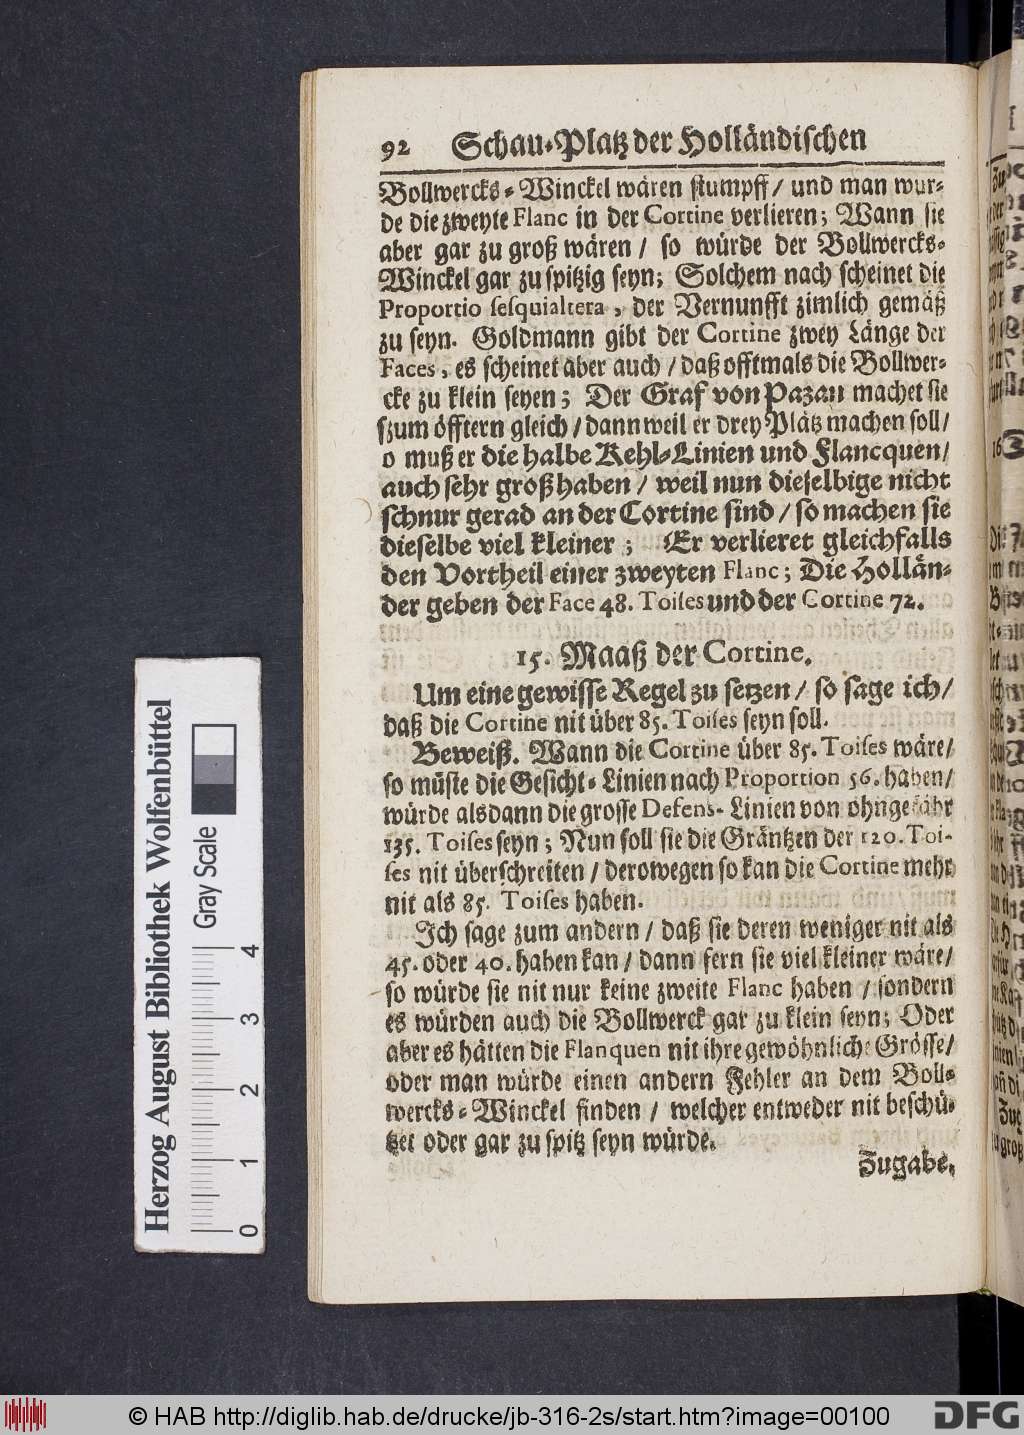 92 Schau-Platz der Holländischen
Bollwercks-Winckel wären stumpff / und man wur-
de die zweyte Flanc in der Cortine verlieren; Wann sie
aber gar zu groß wären / so würde der Bollwercks-
Winckel gar zu spitzig seyn; Solchem nach scheinet die
Proportio sesquialtera, der Vernunfft zimlich gemäß
zu seyn. Goldmann gibt der Cortine zwey Länge der
Faces, es scheinet aber auch / daß offtmals die Bollwer-
cke zu klein seyen; Der Graf von Pazan machet sie
szum öfftern gleich / dann weil er drey Plätz machen soll /
o muß er die halbe Kehl-Linien und Flancquen /
auch sehr groß haben / weil nun dieselbige nicht
schnur gerad an der Cortine sind / so machen sie
dieselbe viel kleiner; Er verlieret gleichfalls
den Vortheil einer zweyten Flanc; Die Hollän-
der geben der Face 48. Toises und der Cortine 72.
15. Maaß der Cortine.
Um eine gewisse Regel zu setzen / so sage ich /
daß die Cortine nit über 85. Toises seyn soll.
Beweiß. Wann die Cortine über 85. Toises wäre /
so müste die Gesicht-Linien nach Proportion 56. haben /
würde alsdann die grosse Defens-Linien von ohngefähr
135. Toises seyn; Nun soll sie die Gräntzen der 120. Toi-
ses nit überschreiten / derowegen so kan die Cortine mehr
nit als 85. Toises haben.
Ich sage zum andern / daß sie deren weniger nit als
45. oder 40. haben kan / dann fern sie viel kleiner wäre /
so würde sie nit nur keine zweite Flanc haben / sondern
es würden auch die Bollwerck gar zu klein seyn; Oder
aber es hätten die Flanquen nit ihre gewöhnliche Grösse /
oder man würde einen andern Fehler an dem Boll-
wercks-Winckel finden / welcher entweder nit beschü-
tzet oder gar zu spitz seyn würde.
Zugabe.
Herzog August Bibliothek Wolfenbüttel
Gray Scale
0 1 2 3 4
© HAB http://diglib.hab.de/drucke/jb-316-2s/start.htm?image=00100
DFG